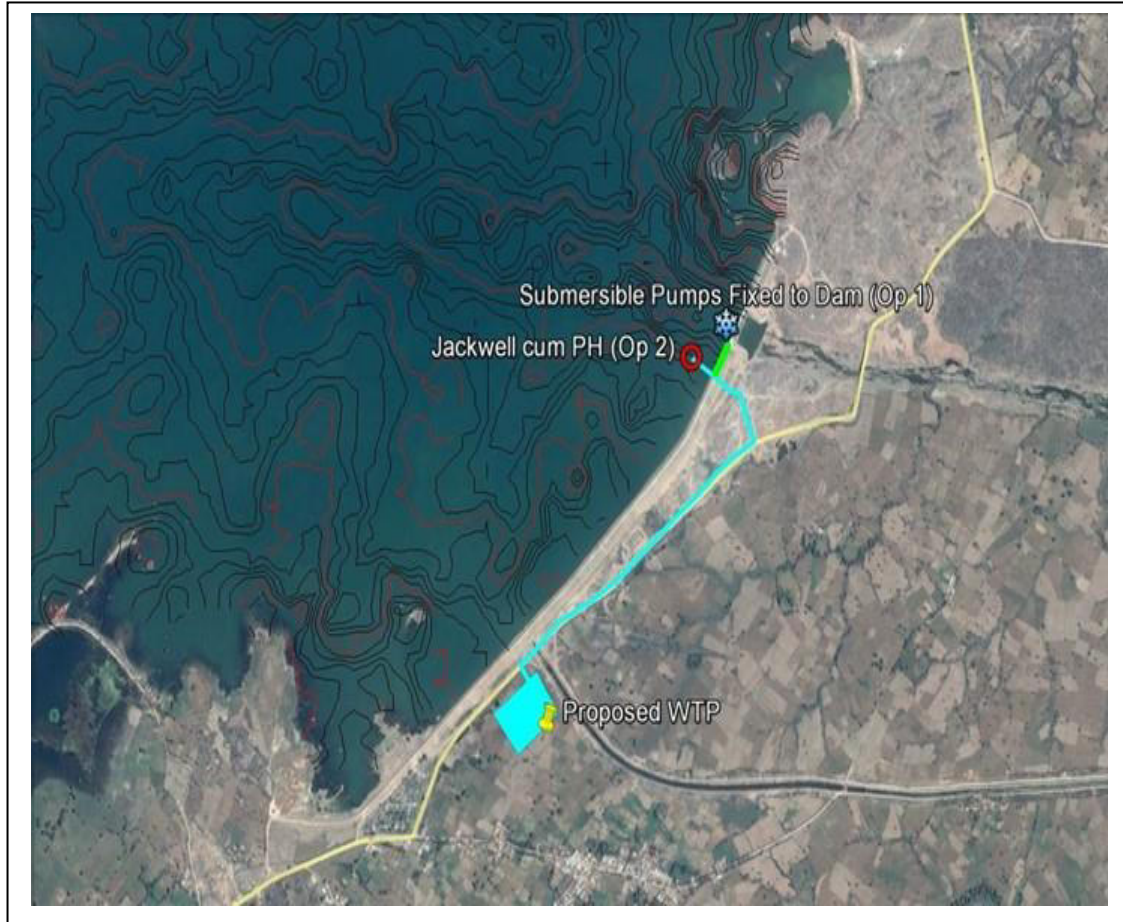 Submersible Pumps Fixed to Dam (Op 1)
Jackwell cum PH (Op 2)
Proposed WTP